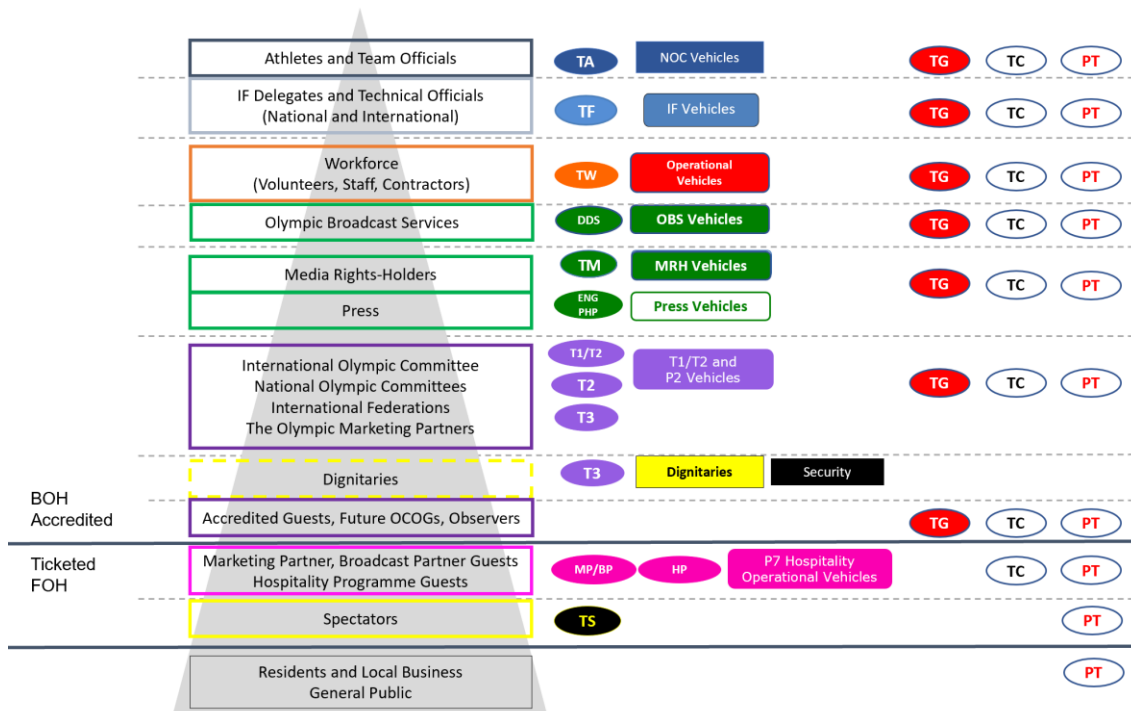 Athletes and Team Officials
TA
NOC Vehicles
TG
TC
PT
IF Delegates and Technical Officials
(National and International)
TF
IF Vehicles
TG
TC
PT
Workforce
(Volunteers, Staff, Contractors)
TW
Operational
Vehicles
TG
TC
PT
Olympic Broadcast Services
DDS
OBS Vehicles
TG
TC
PT
Media Rights-Holders
TM
MRH Vehicles
Press
ENG
PHP
Press Vehicles
TG
TC
PT
International Olympic Committee
National Olympic Committees
International Federations
The Olympic Marketing Partners
T1/T2
T2
T3
T1/T2 and
P2 Vehicles
TG
TC
PT
Dignitaries
T3
Dignitaries
Security
BOH
Accredited
Accredited Guests, Future OCOGs, Observers
TG
TC
PT
Ticketed
FOH
Marketing Partner, Broadcast Partner Guests
Hospitality Programme Guests
MP/BP
HP
P7 Hospitality
Operational Vehicles
TC
PT
Spectators
TS
PT
Residents and Local Business
General Public
PT